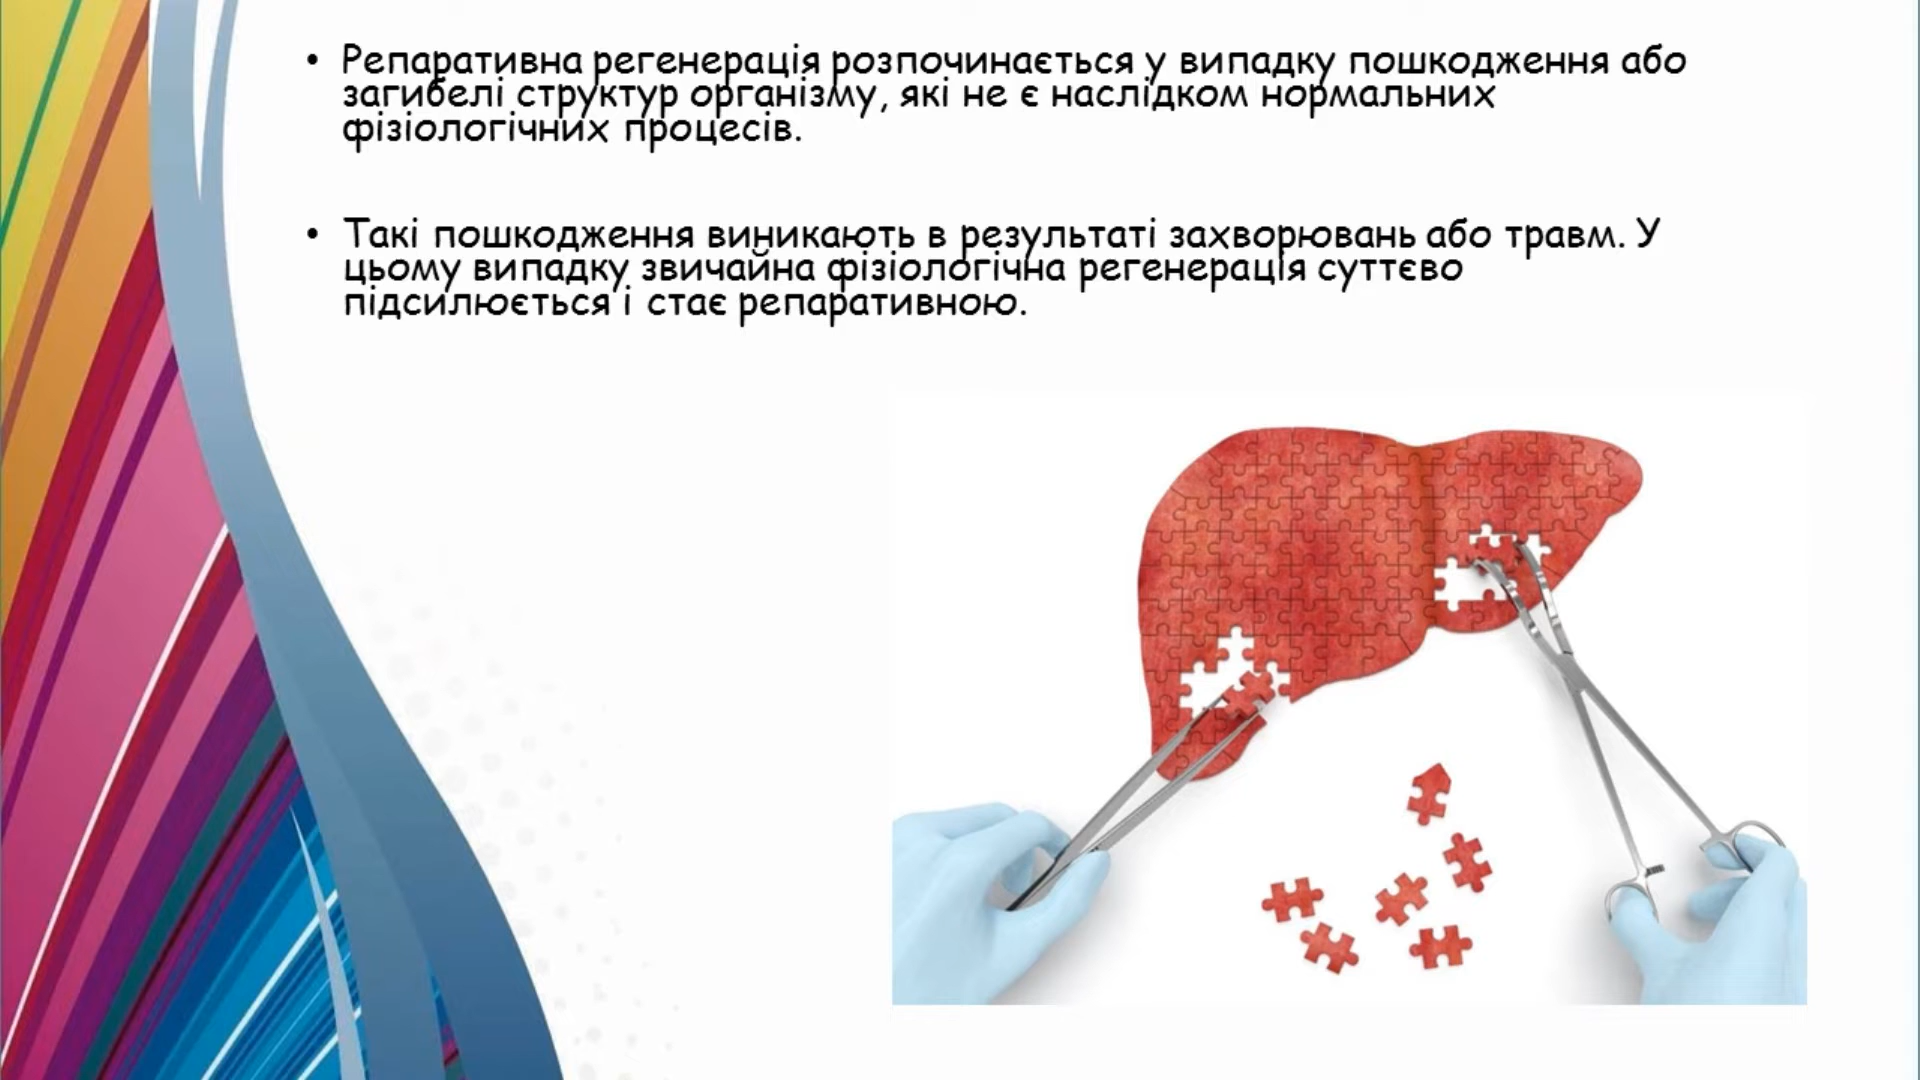 • Репаративна регенерація розпочинається у випадку пошкодження або
загибелі структур організму, які не є наслідком нормальних
фізіологічних процесів.
• Такі пошкодження виникають в результаті захворювань або травм. У
цьому випадку звичайна фізіологічна регенерація суттєво
підсилюється і стає репаративною.